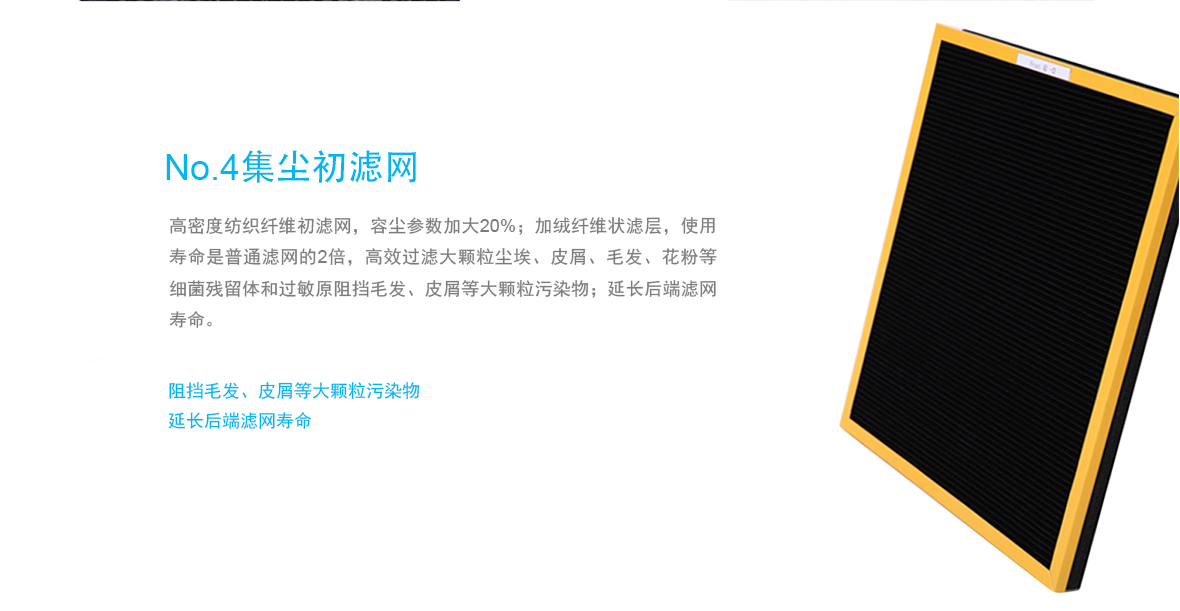 No.4集尘初滤网
高密度纺织纤维初滤网，容尘参数加大20%；加绒纤维状滤层，使用
寿命是普通滤网的2倍，高效过滤大颗粒尘埃、皮屑、毛发、花粉等
细菌残留体和过敏原阻挡毛发、皮屑等大颗粒污染物；延长后端滤网
寿命。
阻挡毛发、皮屑等大颗粒污染物
延长后端滤网寿命